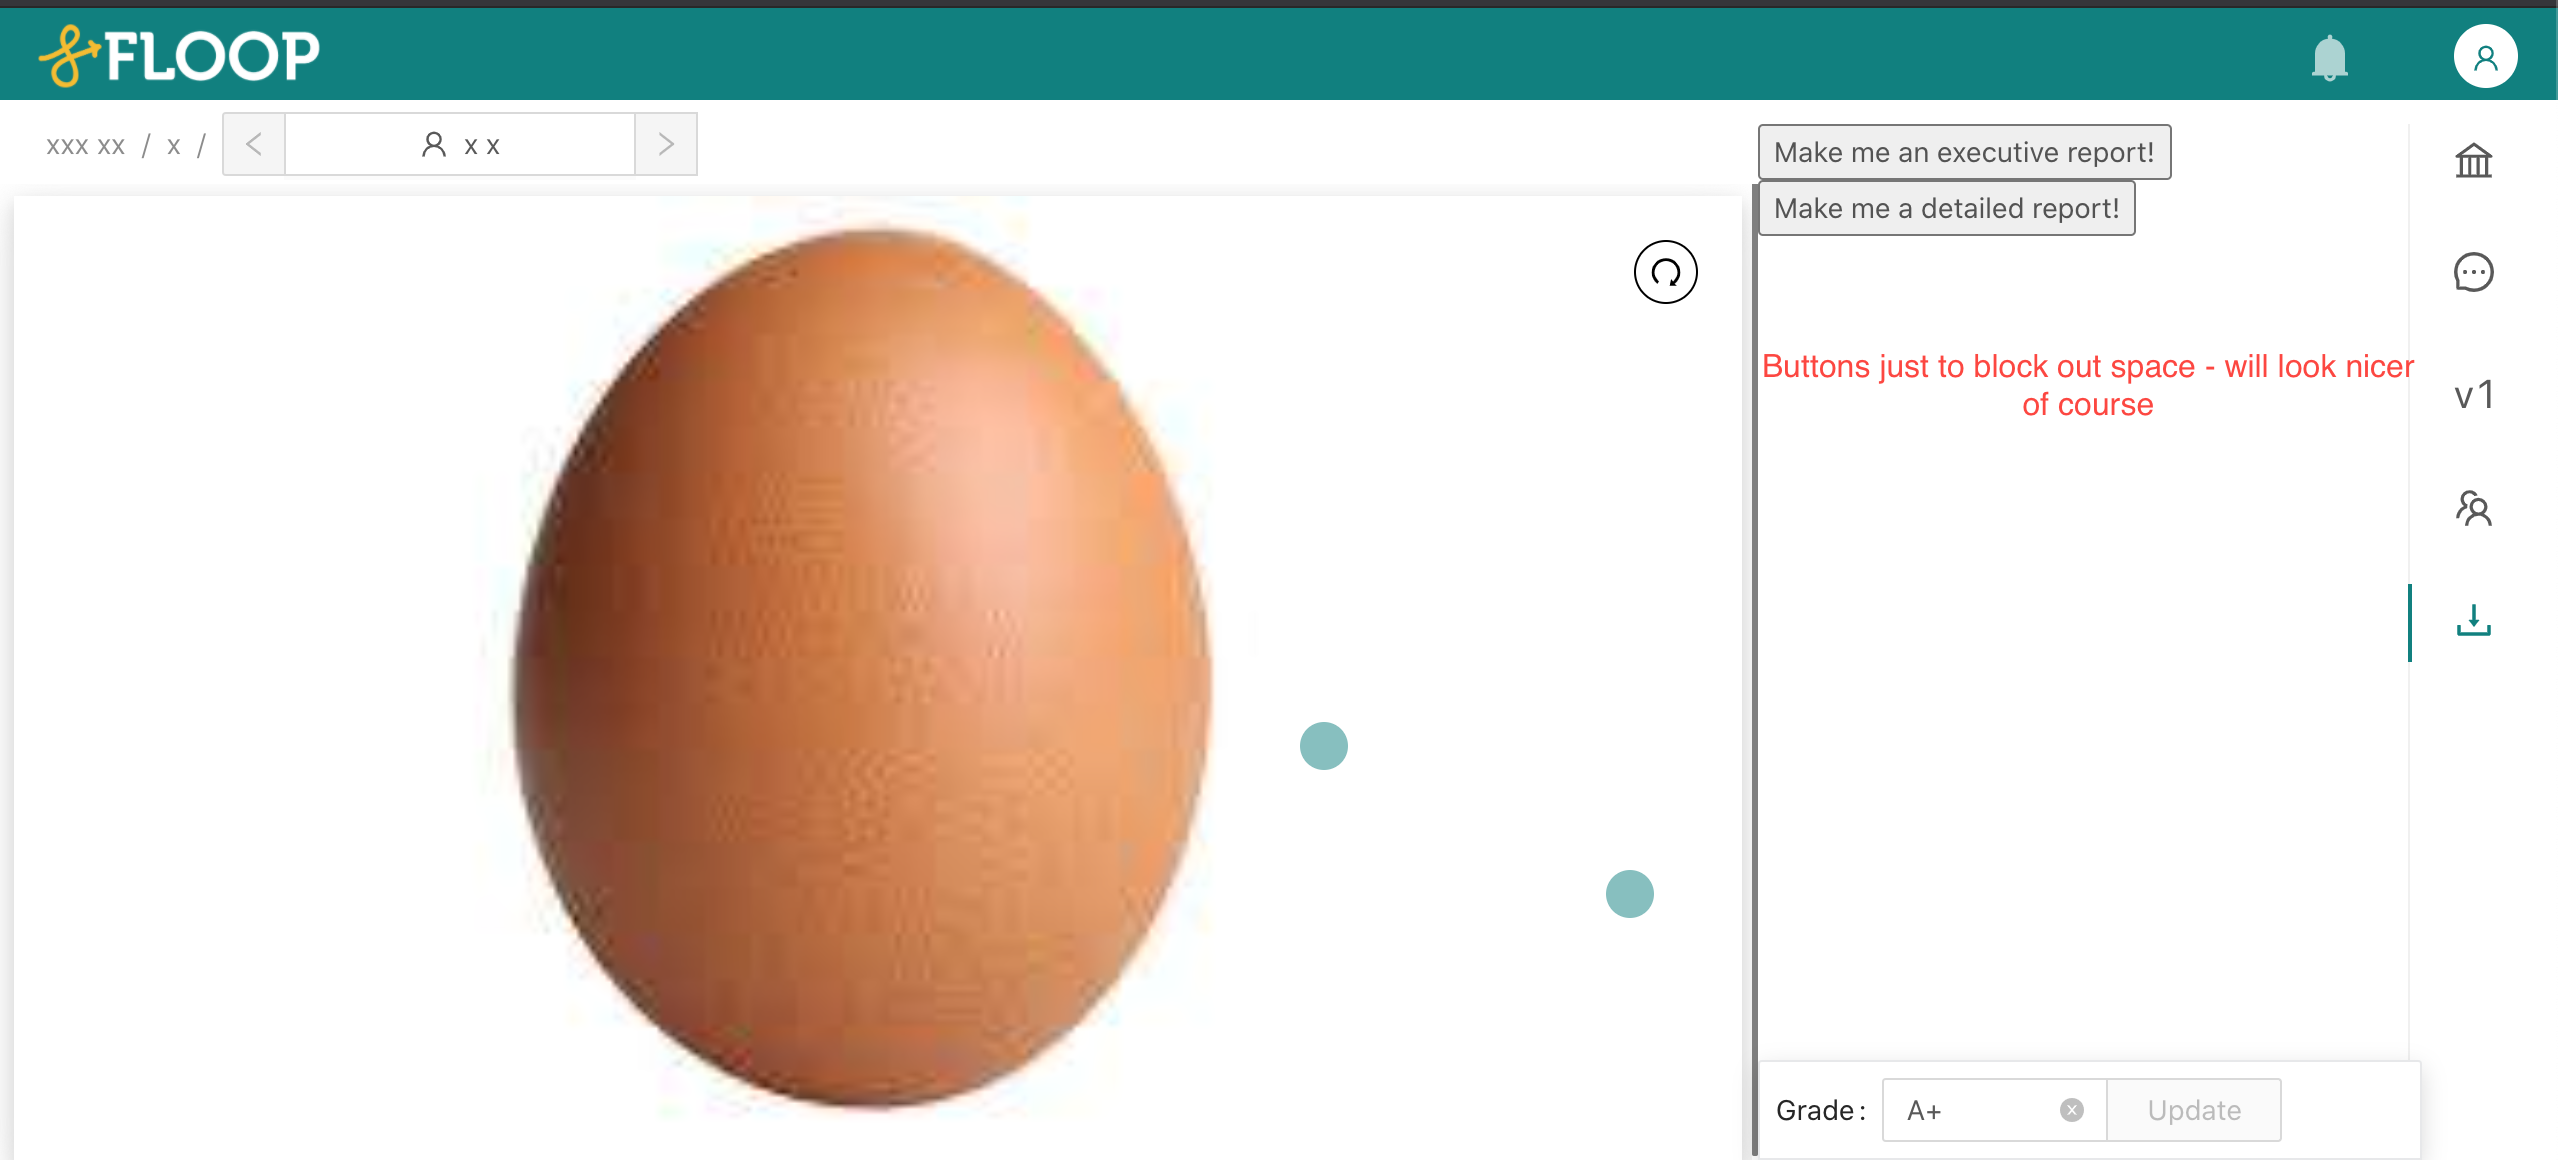 FLOOP
xxx xx / x / < x x >
Make me an executive report!
Make me a detailed report!
Buttons just to block out space - will look nicer
of course
v1
Grade: A+ Update